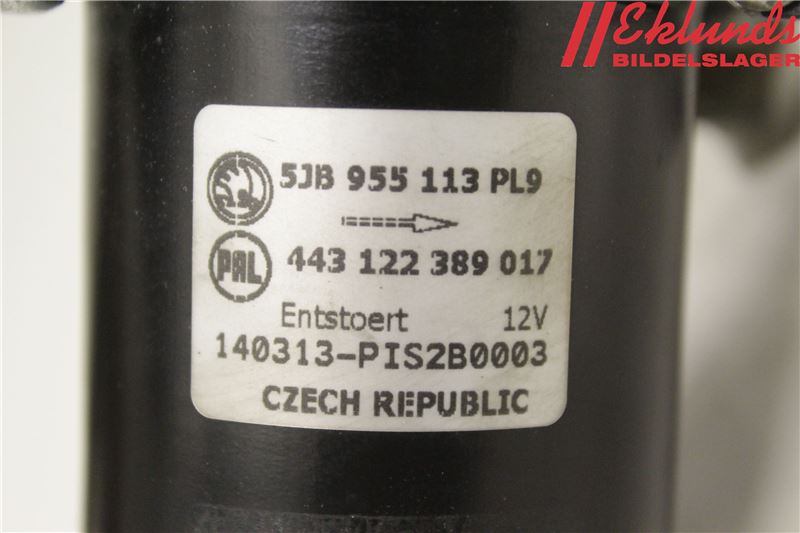 Eklunds
BILDELSLAGER
5JB 955 113 PL9
PAL 443 122 389 017
Entstoert 12V
140313-PIS2B0003
CZECH REPUBLIC